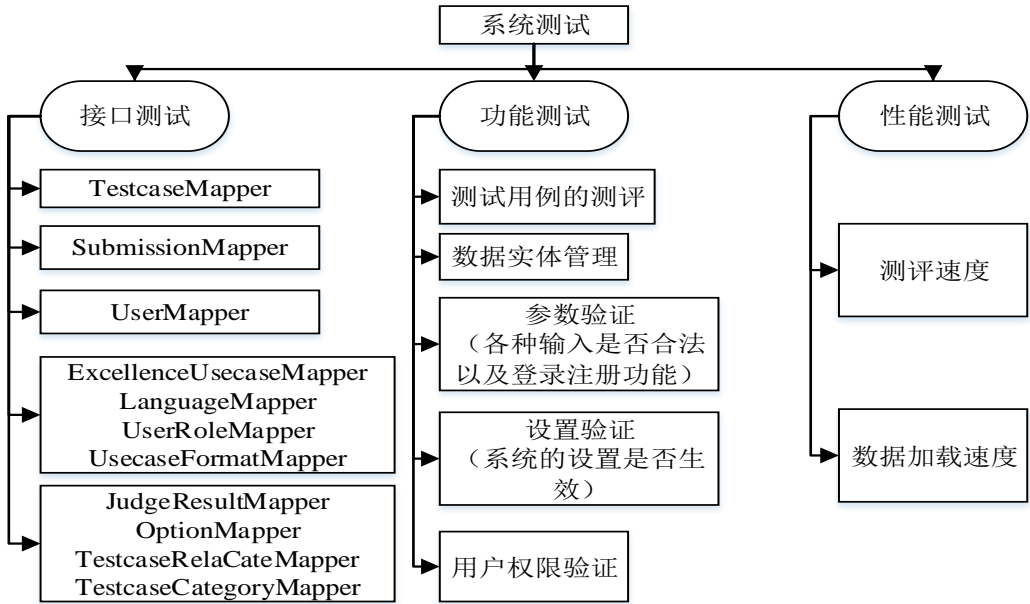 系统测试
接口测试
功能测试
性能测试
TestcaseMapper
SubmissionMapper
UserMapper
ExcellenceUsecaseMapper
LanguageMapper
UserRoleMapper
UsecaseFormatMapper
JudgeResultMapper
OptionMapper
TestcaseRelaCateMapper
TestcaseCategoryMapper
测试用例的测评
数据实体管理
参数验证
（各种输入是否合法
以及登录注册功能）
设置验证
（系统的设置是否生
效）
用户权限验证
测评速度
数据加载速度